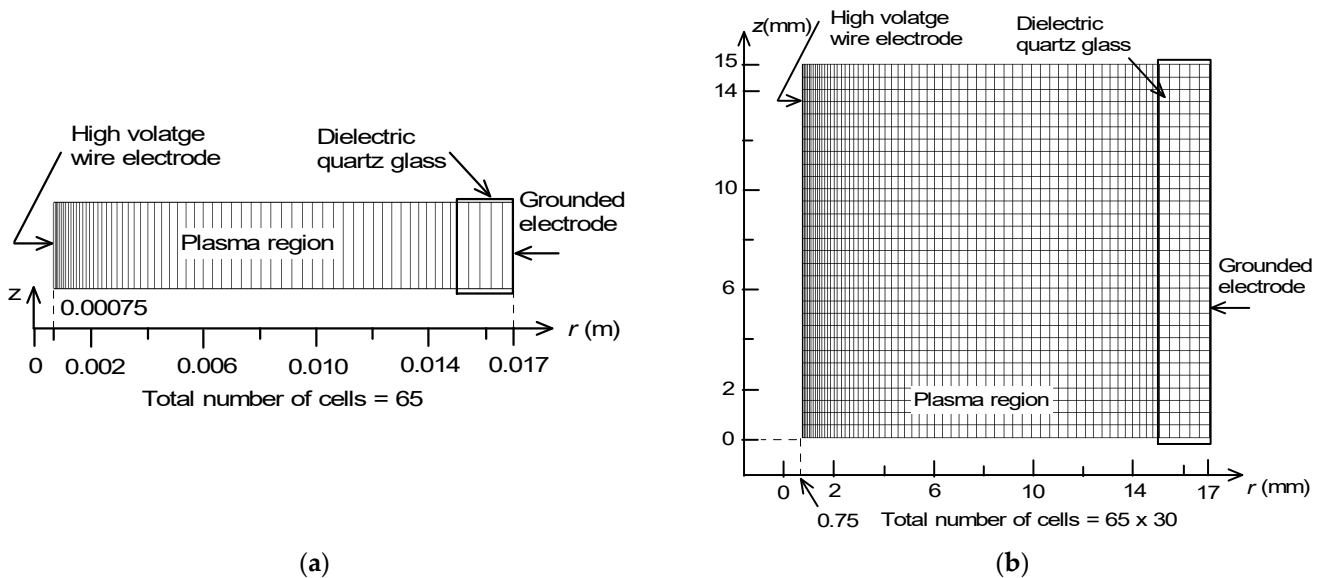 High volatge
wire electrode
Dielectric
quartz glass
Grounded
electrode
Plasma region
z
0.00075
r (m)
0
0.002
0.006
0.010
0.014
0.017
Total number of cells = 65
(a)
z(mm)
High volatge
wire electrode
Dielectric
quartz glass
15
14
10
6
2
0
Grounded
electrode
Plasma region
0
2
6
10
14
17
r (mm)
0.75
Total number of cells = 65 x 30
(b)